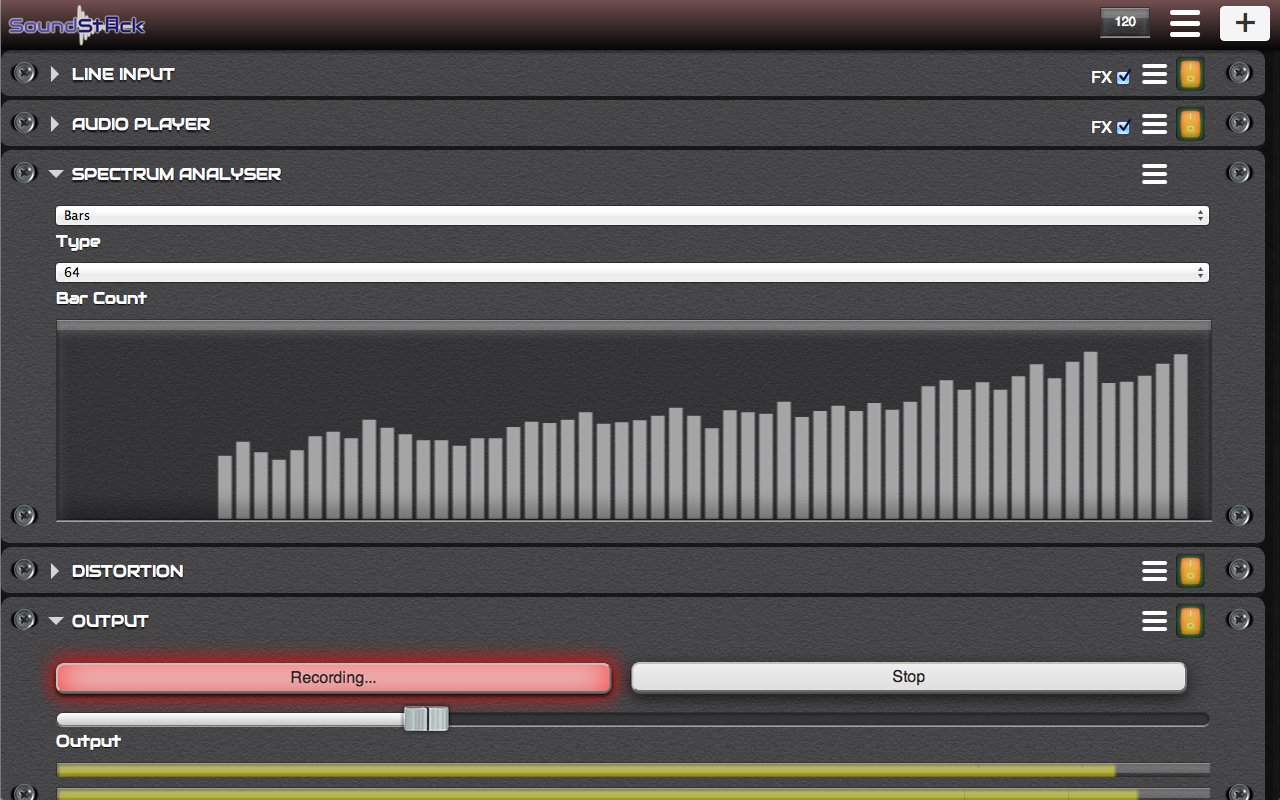 SoundStAck
120
LINE INPUT
FX
AUDIO PLAYER
FX
SPECTRUM ANALYSER
Bars
Type
64
Bar Count
DISTORTION
OUTPUT
Recording...
Stop
Output